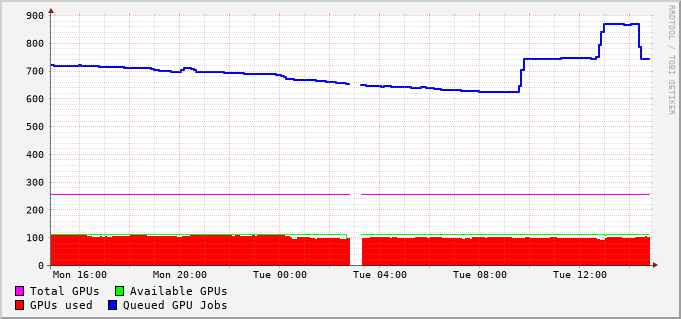 900
800
700
600
500
400
300
200
100
0
Mon 16:00 Mon 20:00 Tue 00:00 Tue 04:00 Tue 08:00 Tue 12:00
Total GPUs Available GPUs
GPUs used Queued GPU Jobs
RRDTOOL / TOBI OETIKER